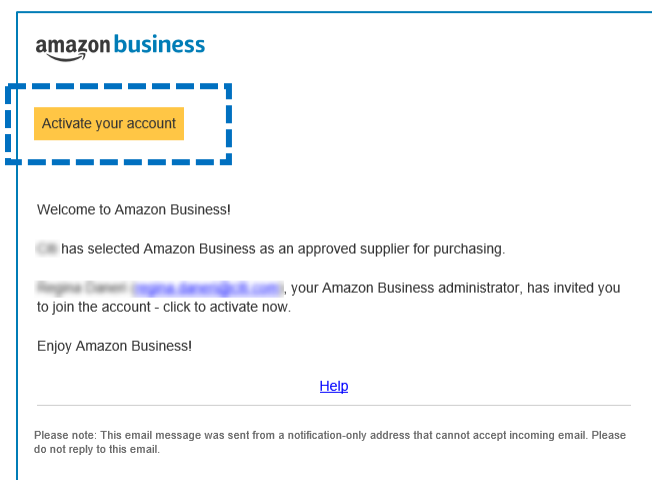 amazon business
Activate your account
Welcome to Amazon Business!
has selected Amazon Business as an approved supplier for purchasing.
, your Amazon Business administrator, has invited you
to join the account - click to activate now.
Enjoy Amazon Business!
Help
Please note: This email message was sent from a notification-only address that cannot accept incoming email. Please
do not reply to this email.